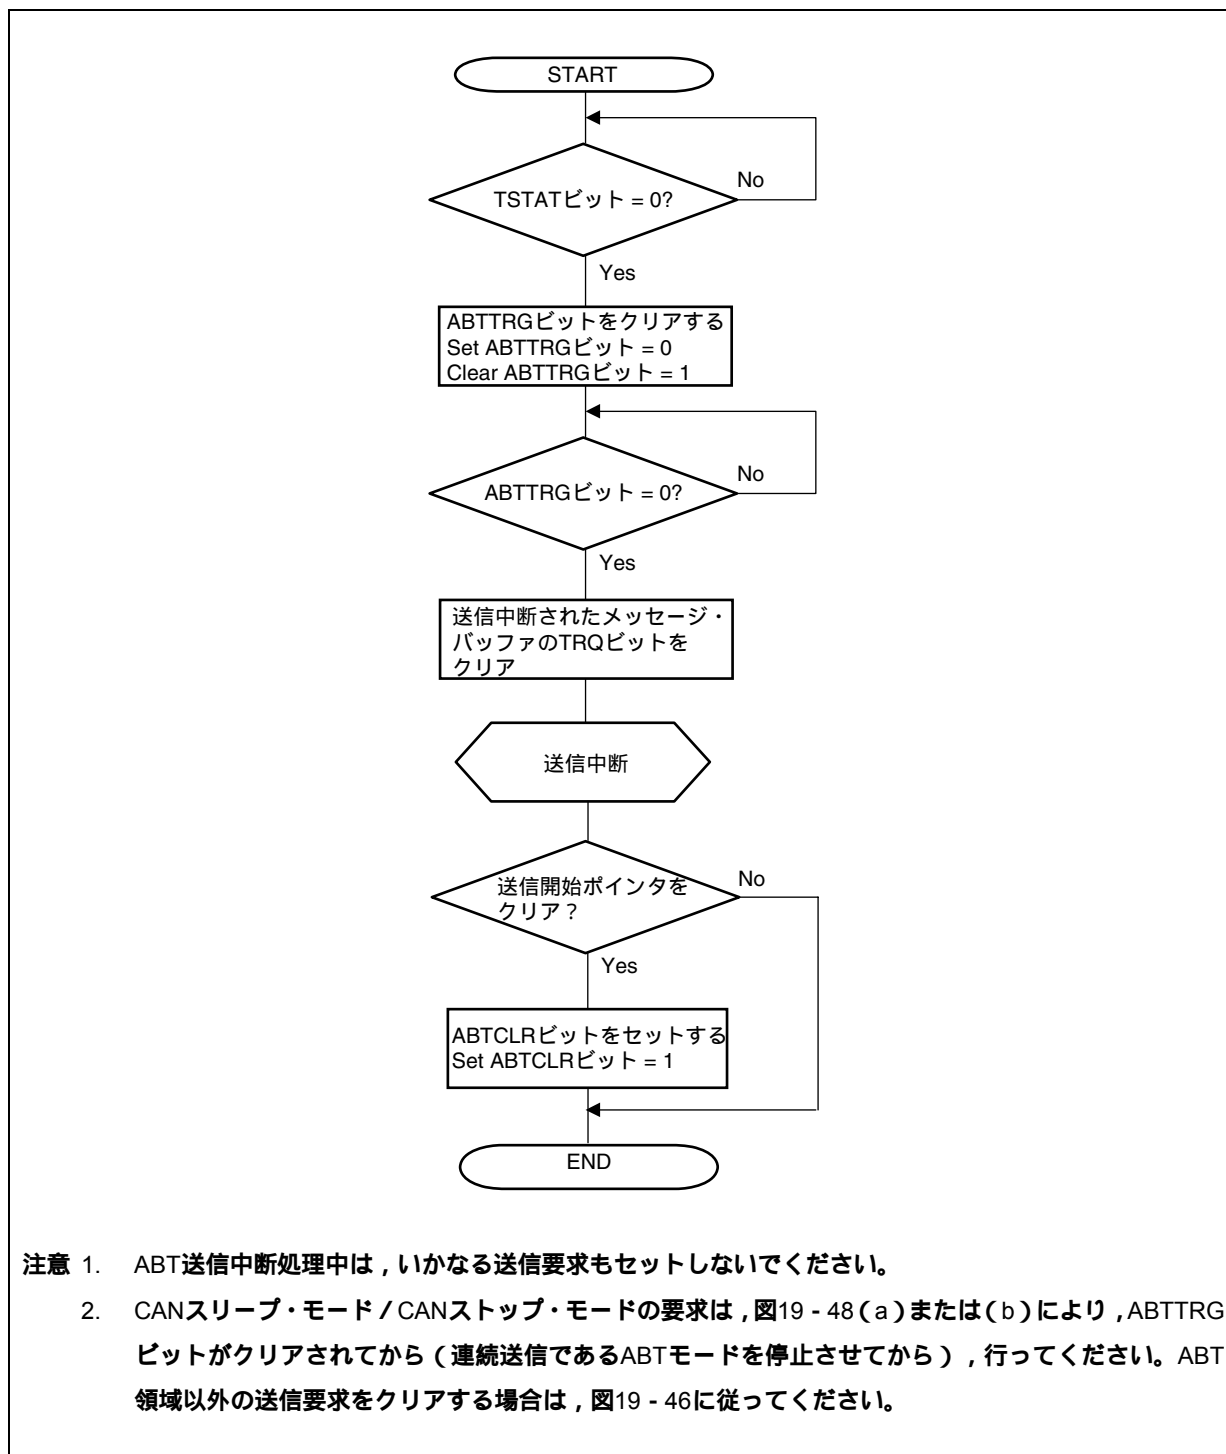 START
TSTATビット = 0?
No
Yes
ABTTRGビットをクリアする
Set ABTTRGビット = 0
Clear ABTTRGビット = 1
ABTTRGビット = 0?
No
Yes
送信中断されたメッセージ・
バッファのTRQビットを
クリア
送信中断
送信開始ポインタを
クリア？
No
Yes
ABTCLRビットをセットする
Set ABTCLRビット = 1
END
注意 1. ABT送信中断処理中は，いかなる送信要求もセットしないでください。
2. CANスリープ・モード／CANストップ・モードの要求は，図19 - 48（a）または（b）により，ABTTRG
ビットがクリアされてから（連続送信であるABTモードを停止させてから），行ってください。ABT
領域以外の送信要求をクリアする場合は，図19 - 46に従ってください。